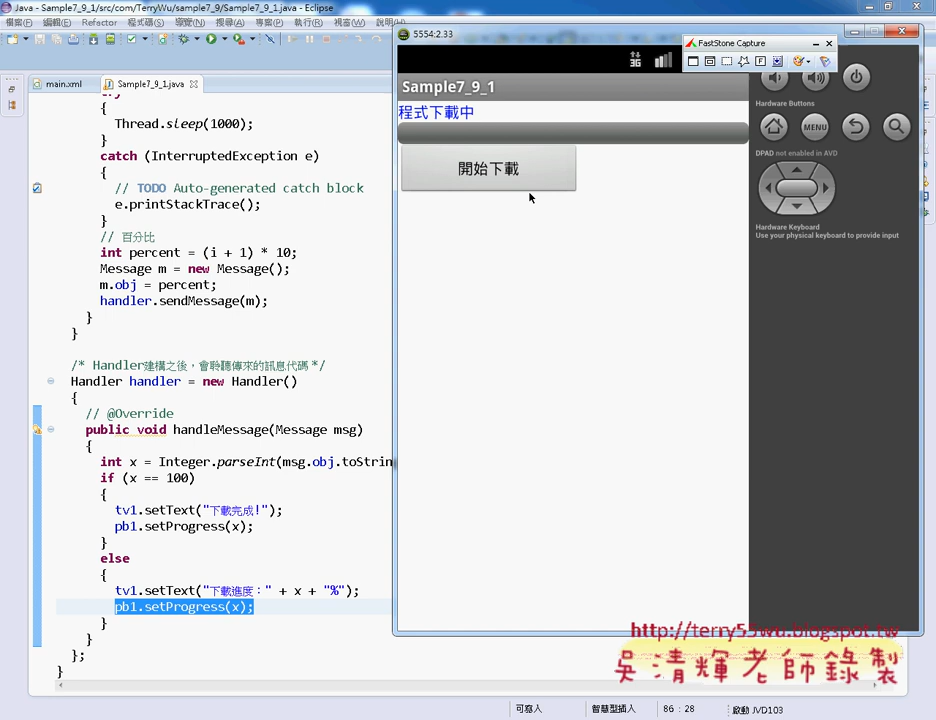 Java - Sample7_9_1/src/com/TerryWu/sample7_9/Sample7_9_1.java - Eclipse
檔案(F) 編輯(E) Refactor 程式碼(S) 導覽(N) 搜尋(A) 專案(P) 執行(R) 視窗(W) 說明(H)
main.xml
Sample7_9_1.java
try
{
Thread.sleep(1000);
}
catch (InterruptedException e)
{
// TODO Auto-generated catch block
e.printStackTrace();
}
// 百分比
int percent = (i + 1) * 10;
Message m = new Message();
m.obj = percent;
handler.sendMessage(m);
}
}
/* Handler建構之後，會聆聽傳來的訊息代碼 */
Handler handler = new Handler()
{
// @Override
public void handleMessage(Message msg)
{
int x = Integer.parseInt(msg.obj.toStrin
if (x == 100)
{
tv1.setText("下載完成!");
pb1.setProgress(x);
}
else
{
tv1.setText("下載進度：" + x + "%");
pb1.setProgress(x);
}
}
};
}
可寫入
智慧型插入
86 : 28
啟動 JVD103
5554:2.33
FastStone Capture
3G
Sample7_9_1
程式下載中
開始下載
Hardware Buttons
MENU
DPAD not enabled in AVD
Hardware Keyboard
Use your physical keyboard to provide input
http://terry55wu.blogspot.tw
吳清輝老師錄製